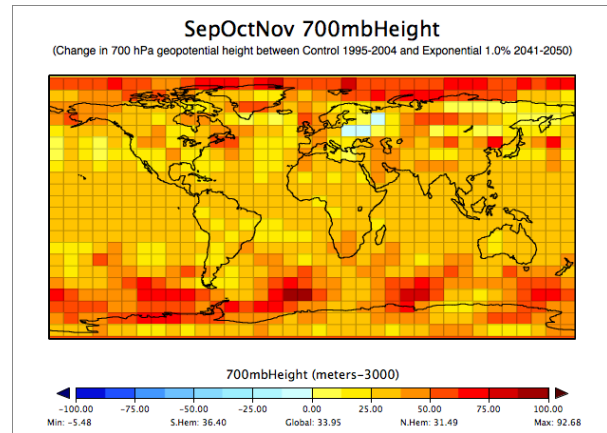 SepOctNov 700mbHeight
(Change in 700 hPa geopotential height between Control 1995-2004 and Exponential 1.0% 2041-2050)
700mbHeight (meters-3000)
-100.00 -75.00 -50.00 -25.00 0.00 25.00 50.00 75.00 100.00
Min: -5.48 S.Hem: 36.40 Global: 33.95 N.Hem: 31.49 Max: 92.68